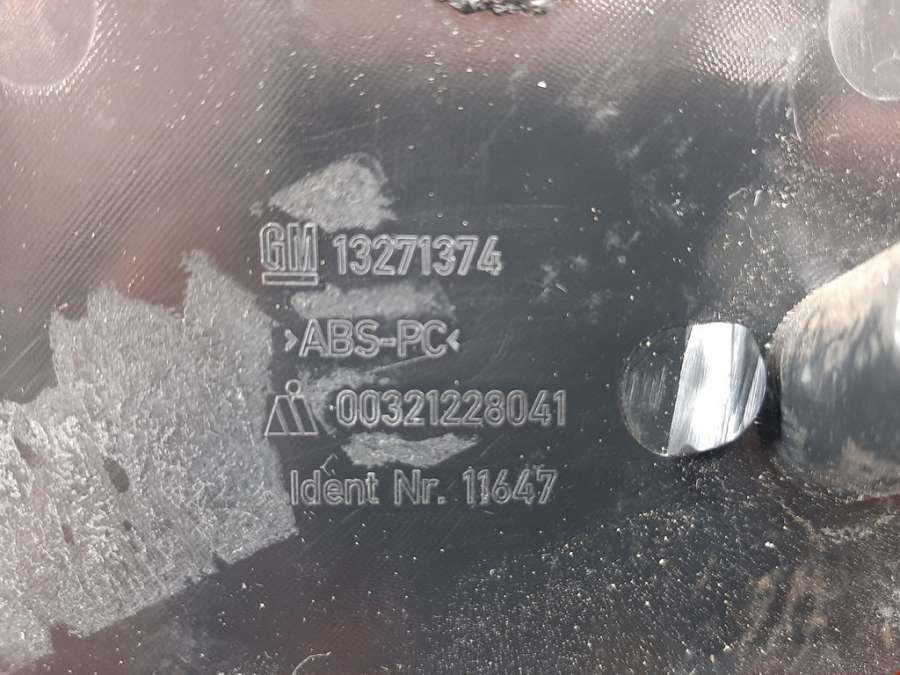 GM 13271374
>ABS-PC<
00321228041
Ident Nr. 11647